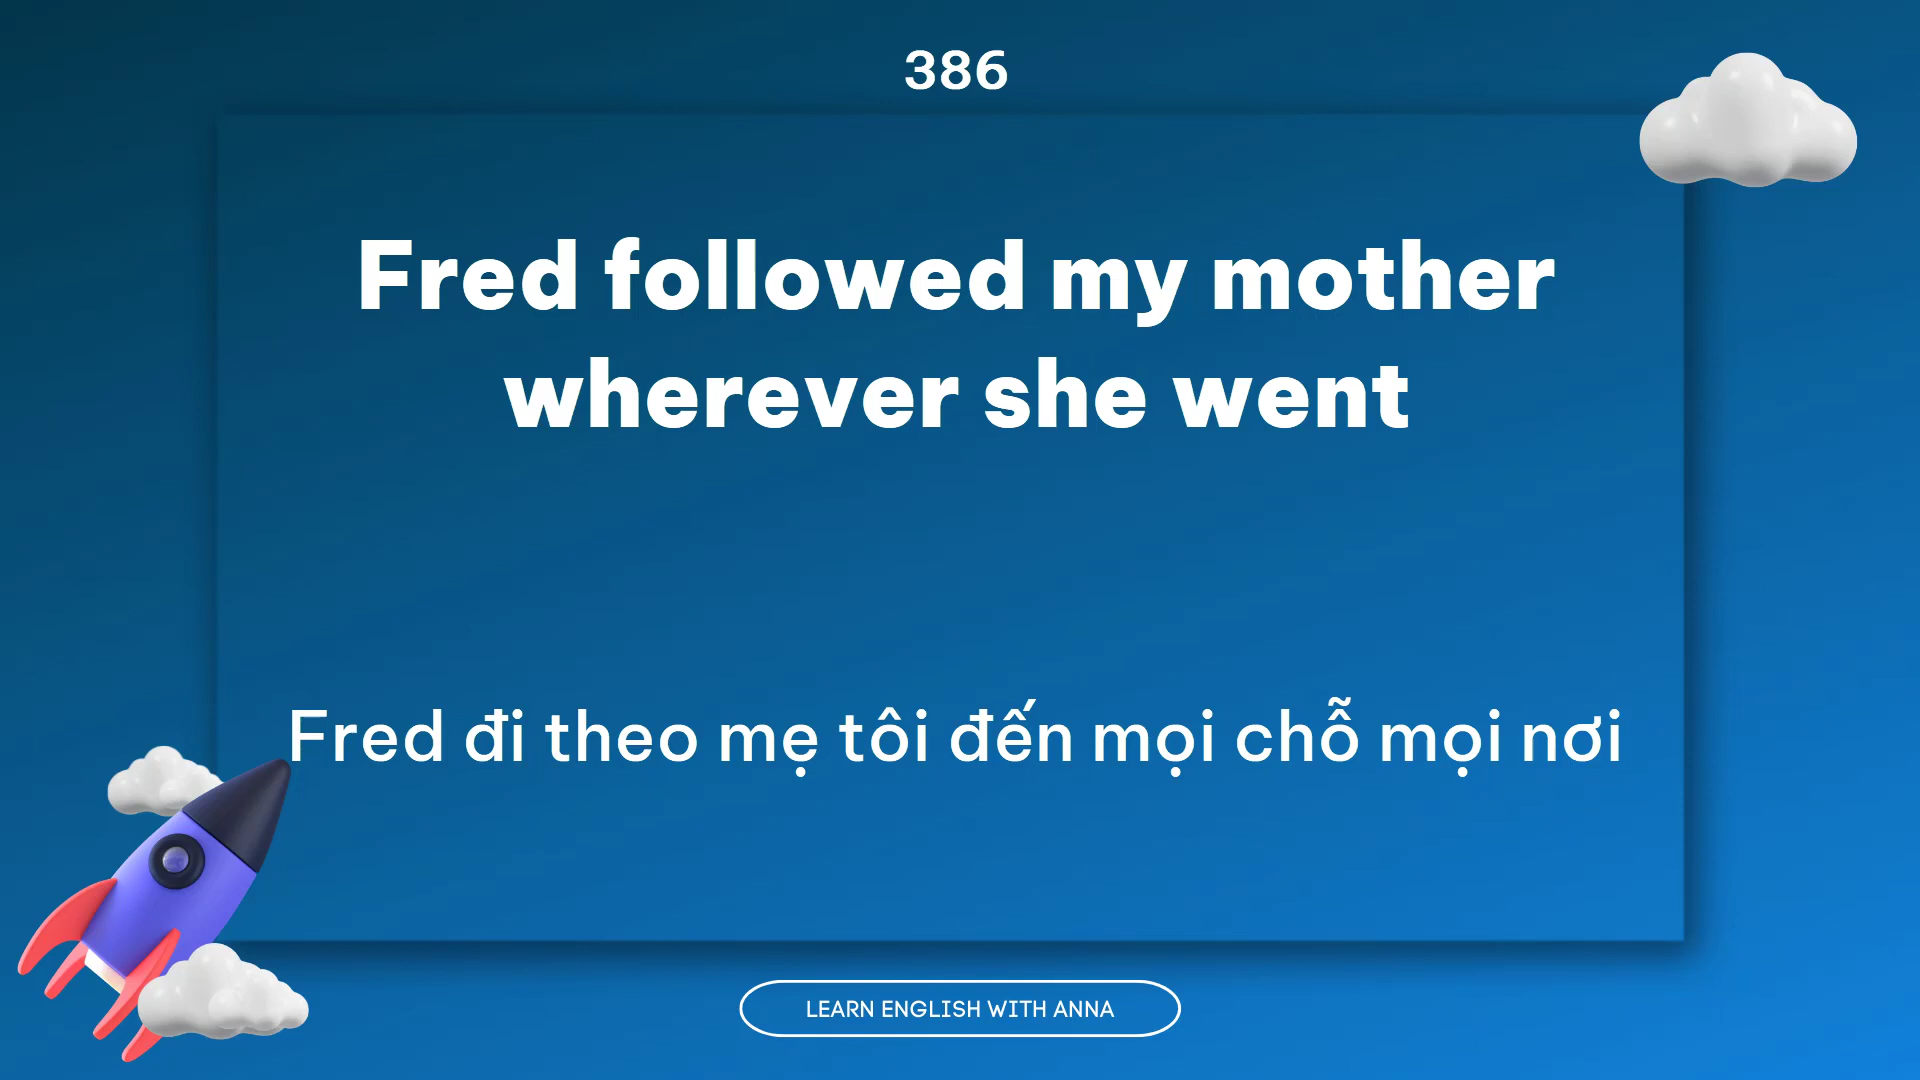 386
Fred followed my mother
wherever she went
Fred đi theo mẹ tôi đến mọi chỗ mọi nơi
LEARN ENGLISH WITH ANNA